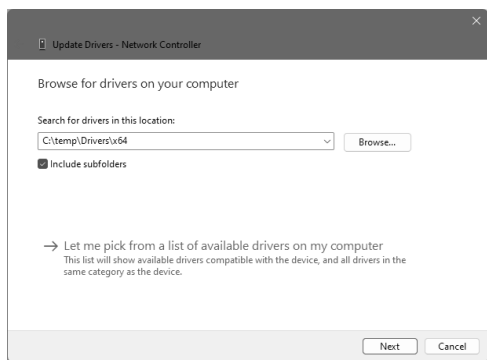 Update Drivers - Network Controller
Browse for drivers on your computer
Search for drivers in this location:
C:\temp\Drivers\x64
Browse...
Include subfolders
Let me pick from a list of available drivers on my computer
This list will show available drivers compatible with the device, and all drivers in the
same category as the device.
Next
Cancel